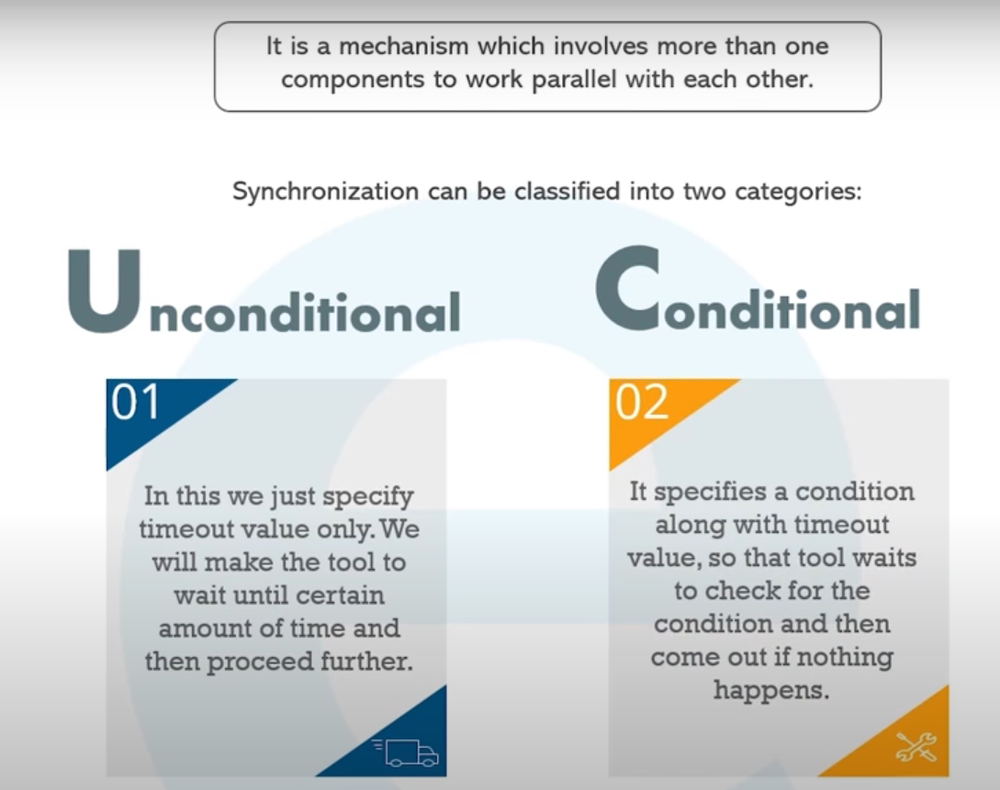 It is a mechanism which involves more than one
components to work parallel with each other.
Synchronization can be classified into two categories:
Unconditional
01
In this we just specify
timeout value only. We
will make the tool to
wait until certain
amount of time and
then proceed further.
Conditional
02
It specifies a condition
along with timeout
value, so that tool waits
to check for the
condition and then
come out if nothing
happens.